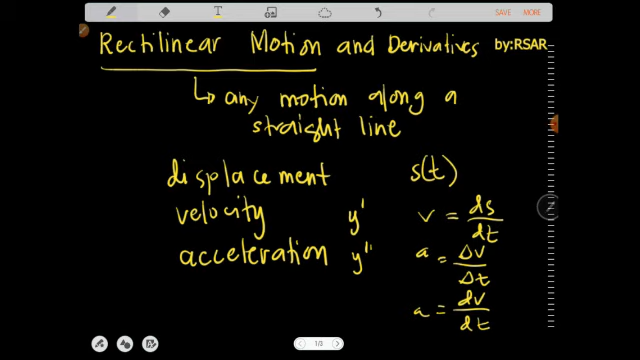 SAVE MORE
Rectilinear Motion and Derivatives by:RSAR
↳ any motion along a
straight line
displacement s(t)
velocity y' v = ds/dt
acceleration y" a = Δv/Δt
a = dv/dt
1/3